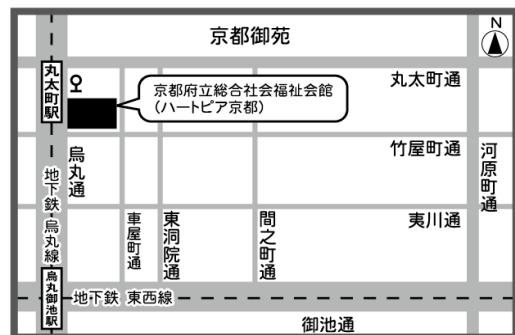 京都御苑
N
丸太町駅
丸太町通
京都府立総合社会福祉会館
（ハートピア京都）
竹屋町通
烏丸通
河原町通
地下鉄 烏丸線
夷川通
車屋町通
東洞院通
間之町通
烏丸御池駅
地下鉄 東西線
御池通